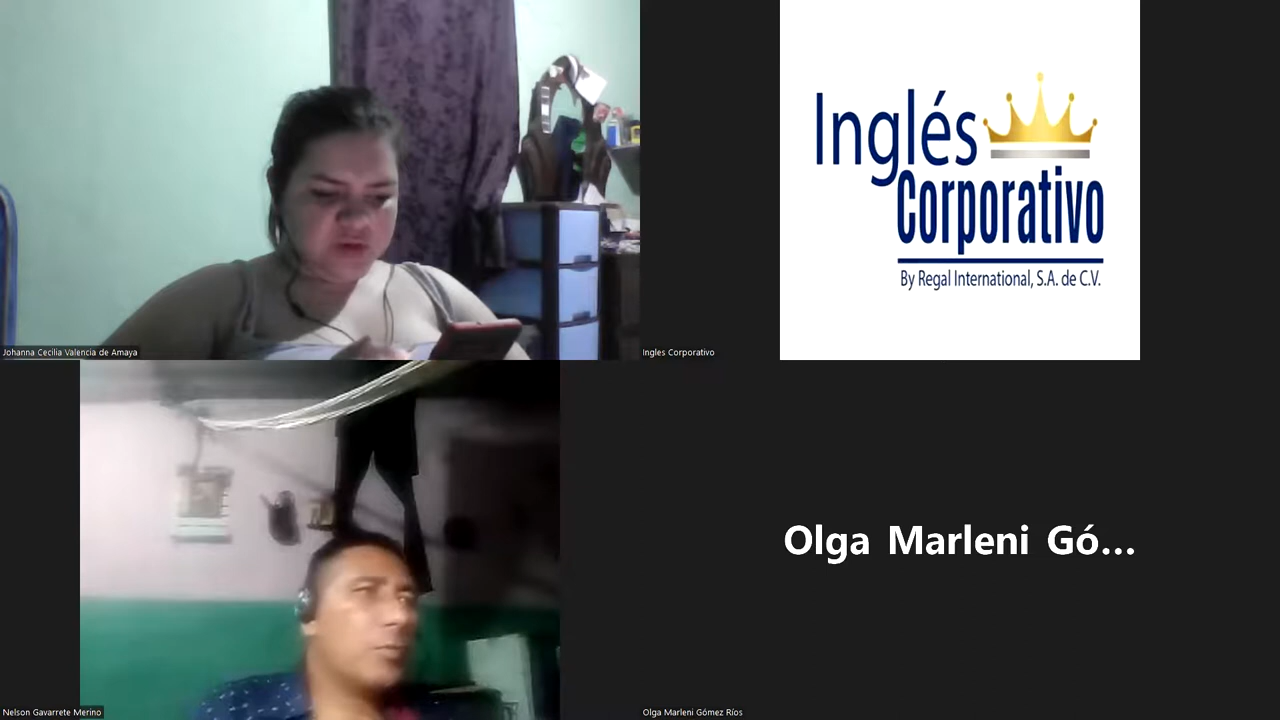 Inglés
Corporativo
By Regal International, S.A. de C.V.
Johanna Cecilia Valencia de Amaya
Ingles Corporativo
Olga Marleni Gó...
Nelson Gavarrete Merino
Olga Marleni Gómez Ríos